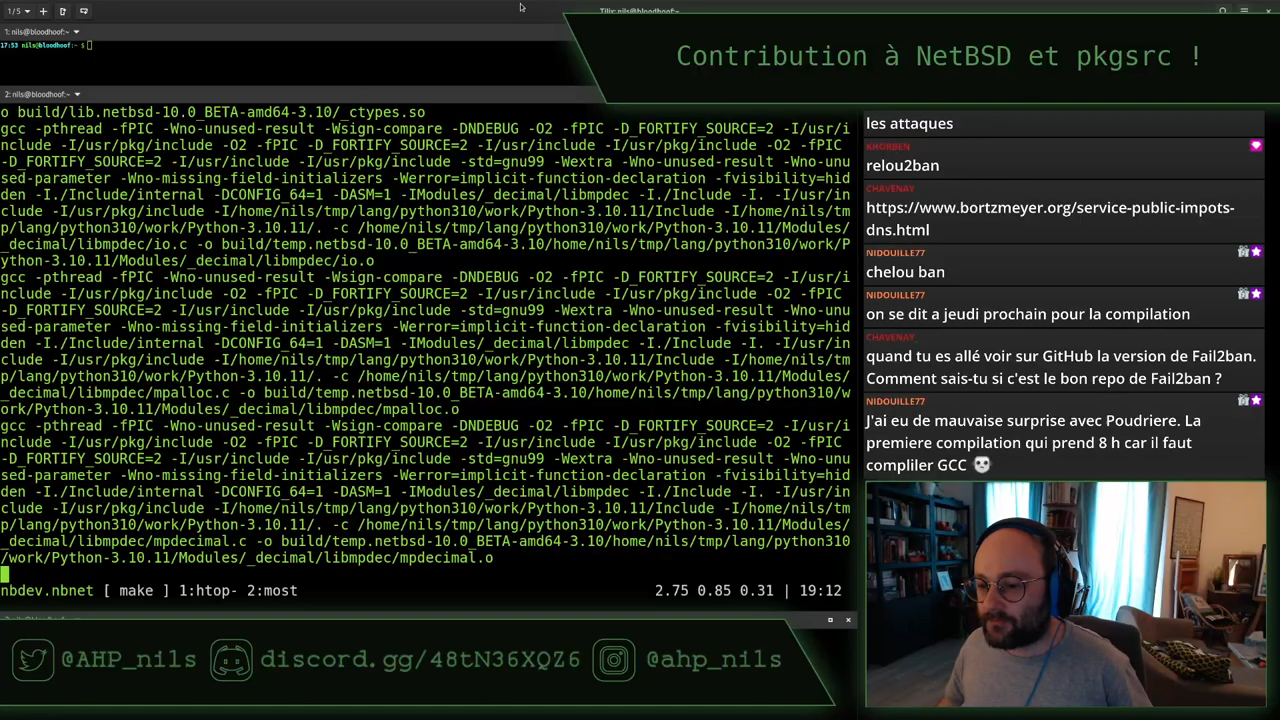 1/5
Tilix: nils@bloodhoof:~
1: nils@bloodhoof:~
17:53 nils@bloodhoof:~ $
Contribution à NetBSD et pkgsrc !
2: nils@bloodhoof:~
o build/lib.netbsd-10.0_BETA-amd64-3.10/_ctypes.so
gcc -pthread -fPIC -Wno-unused-result -Wsign-compare -DNDEBUG -O2 -fPIC -D_FORTIFY_SOURCE=2 -I/usr/i
nclude -I/usr/pkg/include -O2 -fPIC -D_FORTIFY_SOURCE=2 -I/usr/include -I/usr/pkg/include -O2 -fPIC
-D_FORTIFY_SOURCE=2 -I/usr/include -I/usr/pkg/include -std=gnu99 -Wextra -Wno-unused-result -Wno-unu
sed-parameter -Wno-missing-field-initializers -Werror=implicit-function-declaration -fvisibility=hid
den -I./Include/internal -DCONFIG_64=1 -DASM=1 -IModules/_decimal/libmpdec -I./Include -I. -I/usr/in
clude -I/usr/pkg/include -I/home/nils/tmp/lang/python310/work/Python-3.10.11/Include -I/home/nils/tm
p/lang/python310/work/Python-3.10.11/. -c /home/nils/tmp/lang/python310/work/Python-3.10.11/Modules/
_decimal/libmpdec/io.c -o build/temp.netbsd-10.0_BETA-amd64-3.10/home/nils/tmp/lang/python310/work/P
ython-3.10.11/Modules/_decimal/libmpdec/io.o
gcc -pthread -fPIC -Wno-unused-result -Wsign-compare -DNDEBUG -O2 -fPIC -D_FORTIFY_SOURCE=2 -I/usr/i
nclude -I/usr/pkg/include -O2 -fPIC -D_FORTIFY_SOURCE=2 -I/usr/include -I/usr/pkg/include -O2 -fPIC
-D_FORTIFY_SOURCE=2 -I/usr/include -I/usr/pkg/include -std=gnu99 -Wextra -Wno-unused-result -Wno-unu
sed-parameter -Wno-missing-field-initializers -Werror=implicit-function-declaration -fvisibility=hid
den -I./Include/internal -DCONFIG_64=1 -DASM=1 -IModules/_decimal/libmpdec -I./Include -I. -I/usr/in
clude -I/usr/pkg/include -I/home/nils/tmp/lang/python310/work/Python-3.10.11/Include -I/home/nils/tm
p/lang/python310/work/Python-3.10.11/. -c /home/nils/tmp/lang/python310/work/Python-3.10.11/Modules/
_decimal/libmpdec/mpalloc.c -o build/temp.netbsd-10.0_BETA-amd64-3.10/home/nils/tmp/lang/python310/w
ork/Python-3.10.11/Modules/_decimal/libmpdec/mpalloc.o
gcc -pthread -fPIC -Wno-unused-result -Wsign-compare -DNDEBUG -O2 -fPIC -D_FORTIFY_SOURCE=2 -I/usr/i
nclude -I/usr/pkg/include -O2 -fPIC -D_FORTIFY_SOURCE=2 -I/usr/include -I/usr/pkg/include -O2 -fPIC
-D_FORTIFY_SOURCE=2 -I/usr/include -I/usr/pkg/include -std=gnu99 -Wextra -Wno-unused-result -Wno-unu
sed-parameter -Wno-missing-field-initializers -Werror=implicit-function-declaration -fvisibility=hid
den -I./Include/internal -DCONFIG_64=1 -DASM=1 -IModules/_decimal/libmpdec -I./Include -I. -I/usr/in
clude -I/usr/pkg/include -I/home/nils/tmp/lang/python310/work/Python-3.10.11/Include -I/home/nils/tm
p/lang/python310/work/Python-3.10.11/. -c /home/nils/tmp/lang/python310/work/Python-3.10.11/Modules/
_decimal/libmpdec/mpdecimal.c -o build/temp.netbsd-10.0_BETA-amd64-3.10/home/nils/tmp/lang/python310
/work/Python-3.10.11/Modules/_decimal/libmpdec/mpdecimal.o
nbdev.nbnet [ make ] 1:htop- 2:most 2.75 0.85 0.31 | 19:12
les attaques
KHORBEN
relou2ban
CHAVENAY
https://www.bortzmeyer.org/service-public-impots-
dns.html
NIDOUILLE77
chelou ban
NIDOUILLE77
on se dit a jeudi prochain pour la compilation
CHAVENAY
quand tu es allé voir sur GitHub la version de Fail2ban.
Comment sais-tu si c'est le bon repo de Fail2ban ?
NIDOUILLE77
J'ai eu de mauvaise surprise avec Poudriere. La
premiere compilation qui prend 8 h car il faut
compliler GCC
@AHP_nils discord.gg/48tN36XQZ6 @ahp_nils